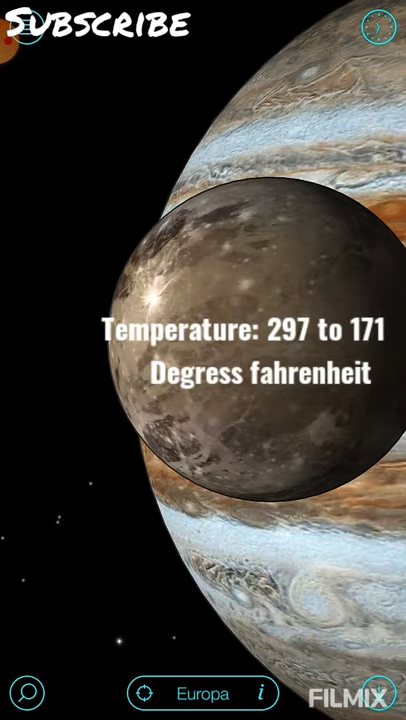 SUBSCRIBE
Temperature: 297 to 171
Degress fahrenheit
Europa i
FILMIX